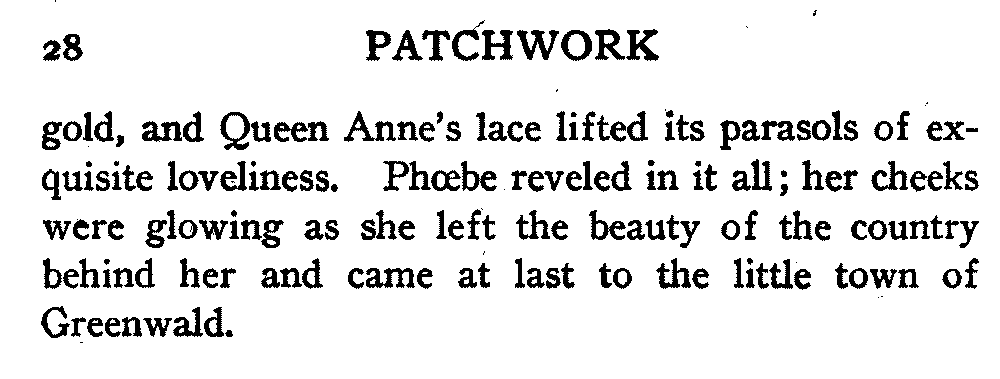 28 PATCHWORK
gold, and Queen Anne's lace lifted its parasols of ex-
quisite loveliness. Phœbe reveled in it all; her cheeks
were glowing as she left the beauty of the country
behind her and came at last to the little town of
Greenwald.